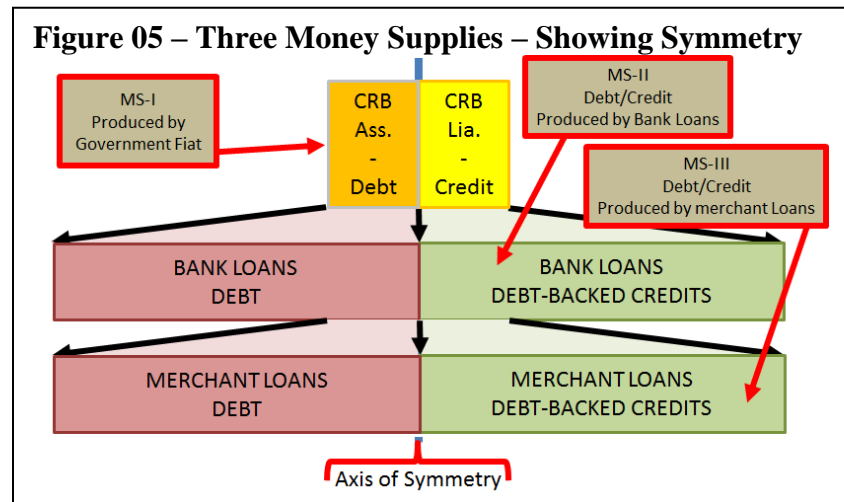 Figure 05 – Three Money Supplies – Showing Symmetry
MS-I
Produced by
Government Fiat
CRB
Ass.
-
Debt
CRB
Lia.
-
Credit
MS-II
Debt/Credit
Produced by Bank Loans
MS-III
Debt/Credit
Produced by merchant Loans
BANK LOANS
DEBT
BANK LOANS
DEBT-BACKED CREDITS
MERCHANT LOANS
DEBT
MERCHANT LOANS
DEBT-BACKED CREDITS
Axis of Symmetry